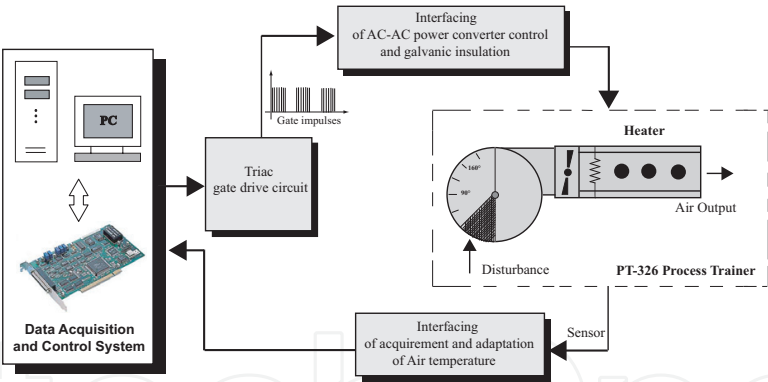 Interfacing
of AC-AC power converter control
and galvanic insulation
PC
Gate impulses
Heater
Triac
gate drive circuit
160°
90°
Air Output
Disturbance
PT-326 Process Trainer
Data Acquisition
and Control System
Interfacing
of acquirement and adaptation
of Air temperature
Sensor